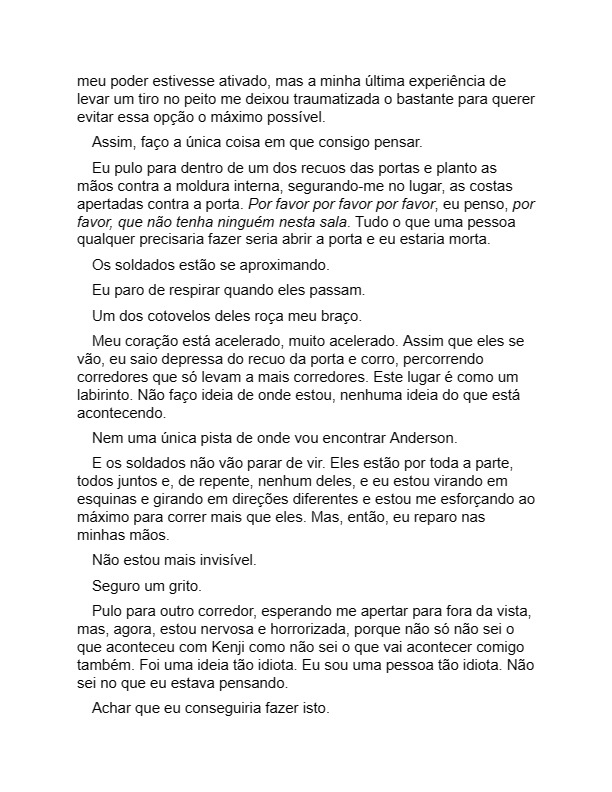 meu poder estivesse ativado, mas a minha última experiência de
levar um tiro no peito me deixou traumatizada o bastante para querer
evitar essa opção o máximo possível.
Assim, faço a única coisa em que consigo pensar.
Eu pulo para dentro de um dos recuos das portas e planto as
mãos contra a moldura interna, segurando-me no lugar, as costas
apertadas contra a porta. Por favor por favor por favor, eu penso, por
favor, que não tenha ninguém nesta sala. Tudo o que uma pessoa
qualquer precisaria fazer seria abrir a porta e eu estaria morta.
Os soldados estão se aproximando.
Eu paro de respirar quando eles passam.
Um dos cotovelos deles roça meu braço.
Meu coração está acelerado, muito acelerado. Assim que eles se
vão, eu saio depressa do recuo da porta e corro, percorrendo
corredores que só levam a mais corredores. Este lugar é como um
labirinto. Não faço ideia de onde estou, nenhuma ideia do que está
acontecendo.
Nem uma única pista de onde vou encontrar Anderson.
E os soldados não vão parar de vir. Eles estão por toda a parte,
todos juntos e, de repente, nenhum deles, e eu estou virando em
esquinas e girando em direções diferentes e estou me esforçando ao
máximo para correr mais que eles. Mas, então, eu reparo nas
minhas mãos.
Não estou mais invisível.
Seguro um grito.
Pulo para outro corredor, esperando me apertar para fora da vista,
mas, agora, estou nervosa e horrorizada, porque não só não sei o
que aconteceu com Kenji como não sei o que vai acontecer comigo
também. Foi uma ideia tão idiota. Eu sou uma pessoa tão idiota. Não
sei no que eu estava pensando.
Achar que eu conseguiria fazer isto.